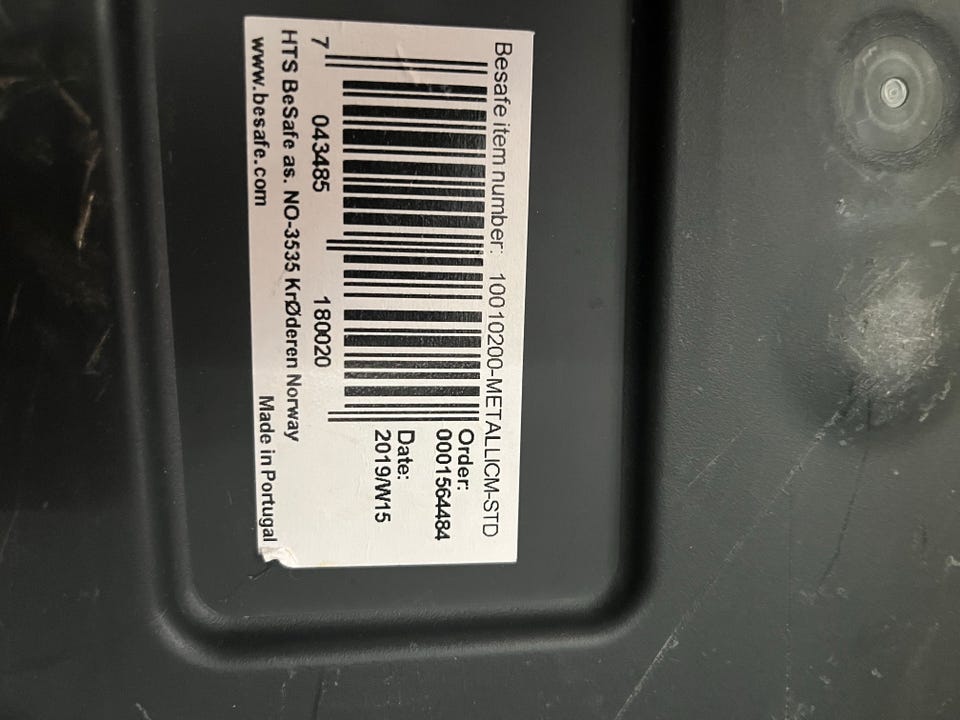 Besafe item number: 10010200-METALLICM-STD
Order:
0001564484
Date:
2019/W15
7 043485 180020
HTS BeSafe as. NO-3535 KrØderen Norway
www.besafe.com
Made in Portugal